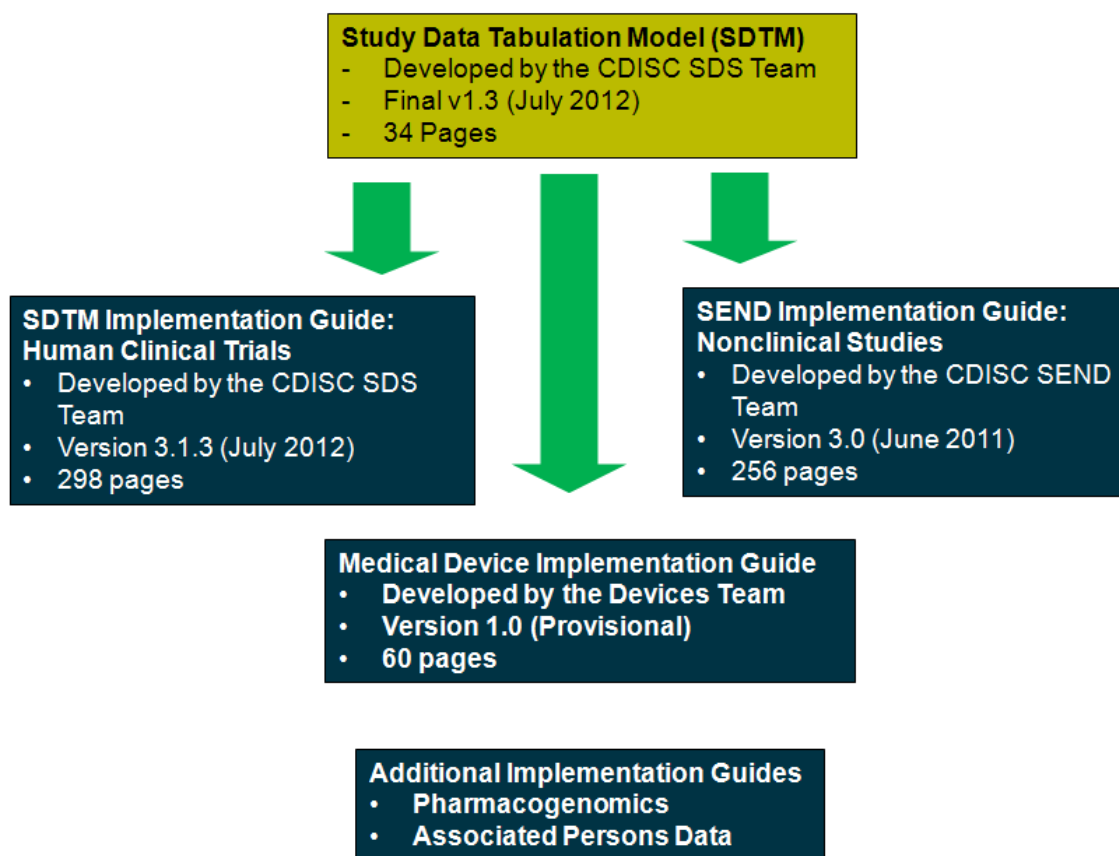 Study Data Tabulation Model (SDTM)
- Developed by the CDISC SDS Team
- Final v1.3 (July 2012)
- 34 Pages
SDTM Implementation Guide:
Human Clinical Trials
• Developed by the CDISC SDS
Team
• Version 3.1.3 (July 2012)
• 298 pages
SEND Implementation Guide:
Nonclinical Studies
• Developed by the CDISC SEND
Team
• Version 3.0 (June 2011)
• 256 pages
Medical Device Implementation Guide
• Developed by the Devices Team
• Version 1.0 (Provisional)
• 60 pages
Additional Implementation Guides
• Pharmacogenomics
• Associated Persons Data